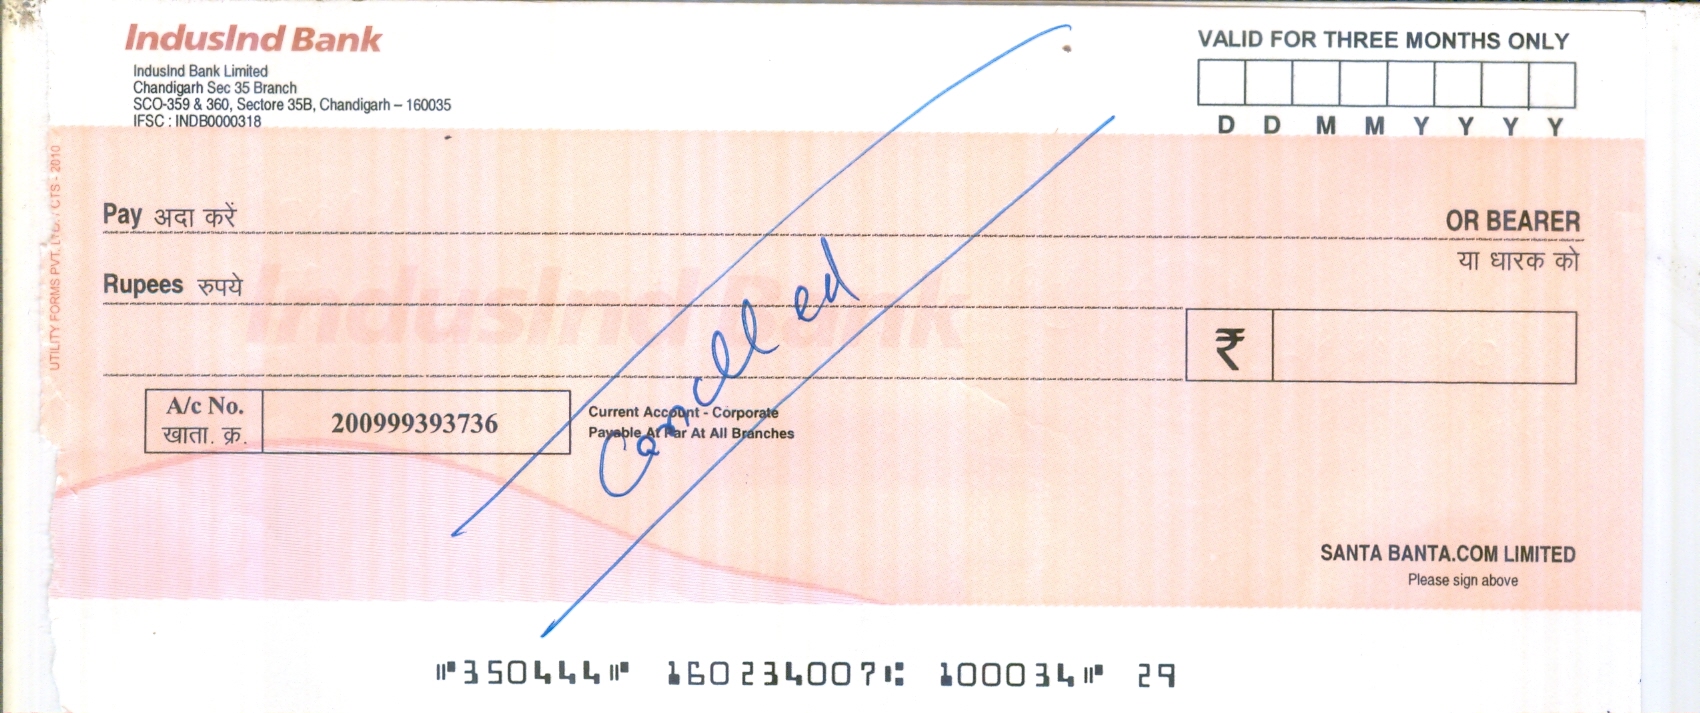 IndusInd Bank
IndusInd Bank Limited
Chandigarh Sec 35 Branch
SCO-359 & 360, Sectore 35B, Chandigarh – 160035
IFSC : INDB0000318
VALID FOR THREE MONTHS ONLY
D D M M Y Y Y Y
UTILITY FORMS PVT. LTD. / CTS - 2010
Pay अदा करें
OR BEARER
या धारक को
Rupees रुपये
IndusInd Bank
₹
Cancelled
A/c No.
खाता. क्र.
200999393736
Current Account - Corporate
Payable At Par At All Branches
SANTA BANTA.COM LIMITED
Please sign above
⑈350444⑈ 160234007⑆ 100034⑈ 29